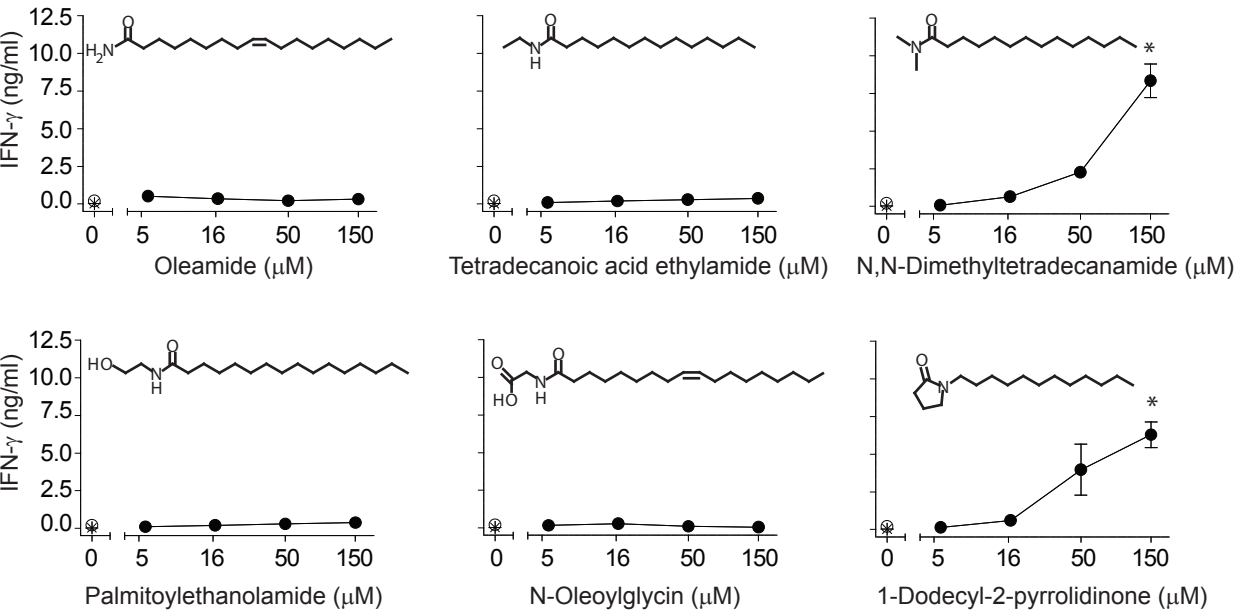 IFN-γ (ng/ml)
12.5
10.0
7.5
5.0
2.5
0.0
O
H2N
0 5 16 50 150
Oleamide (μM)
O
N
H
0 5 16 50 150
Tetradecanoic acid ethylamide (μM)
O
N
*
0 5 16 50 150
N,N-Dimethyltetradecanamide (μM)
IFN-γ (ng/ml)
12.5
10.0
7.5
5.0
2.5
0.0
HO
O
N
H
0 5 16 50 150
Palmitoylethanolamide (μM)
O
HO
N
H
O
0 5 16 50 150
N-Oleoylglycin (μM)
O
N
*
0 5 16 50 150
1-Dodecyl-2-pyrrolidinone (μM)